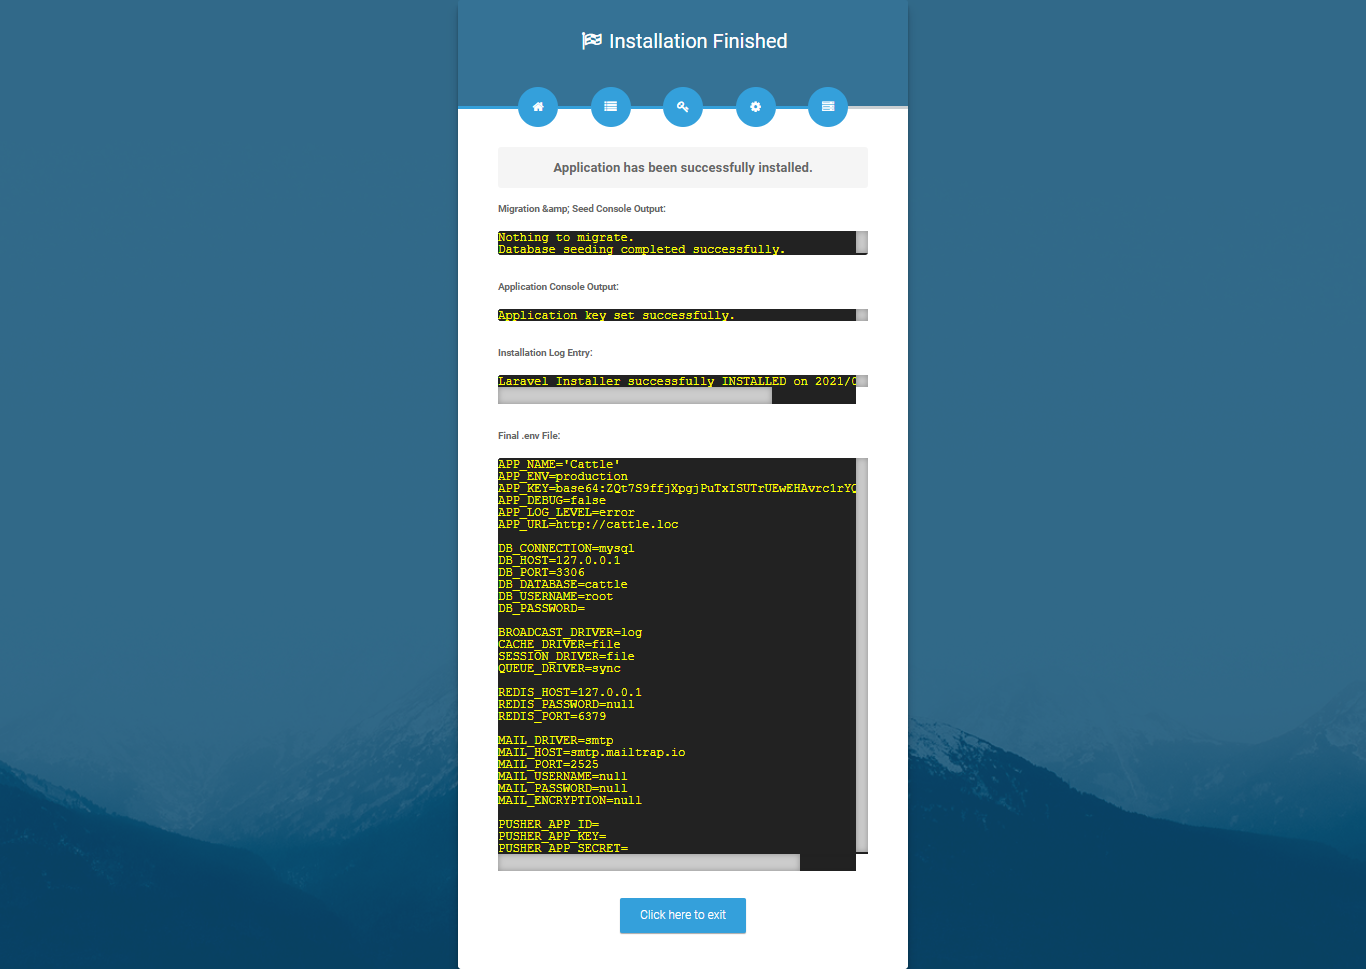 Installation Finished
Application has been successfully installed.
Migration &amp; Seed Console Output:
Nothing to migrate.
Database seeding completed successfully.
Application Console Output:
Application key set successfully.
Installation Log Entry:
Laravel Installer successfully INSTALLED on 2021/0
Final .env File:
APP_NAME='Cattle'
APP_ENV=production
APP_KEY=base64:ZQt7S9ffjXpgjPuTxISUTrUEwEHAvrc1rYQ
APP_DEBUG=false
APP_LOG_LEVEL=error
APP_URL=http://cattle.loc
DB_CONNECTION=mysql
DB_HOST=127.0.0.1
DB_PORT=3306
DB_DATABASE=cattle
DB_USERNAME=root
DB_PASSWORD=
BROADCAST_DRIVER=log
CACHE_DRIVER=file
SESSION_DRIVER=file
QUEUE_DRIVER=sync
REDIS_HOST=127.0.0.1
REDIS_PASSWORD=null
REDIS_PORT=6379
MAIL_DRIVER=smtp
MAIL_HOST=smtp.mailtrap.io
MAIL_PORT=2525
MAIL_USERNAME=null
MAIL_PASSWORD=null
MAIL_ENCRYPTION=null
PUSHER_APP_ID=
PUSHER_APP_KEY=
PUSHER_APP_SECRET=
Click here to exit